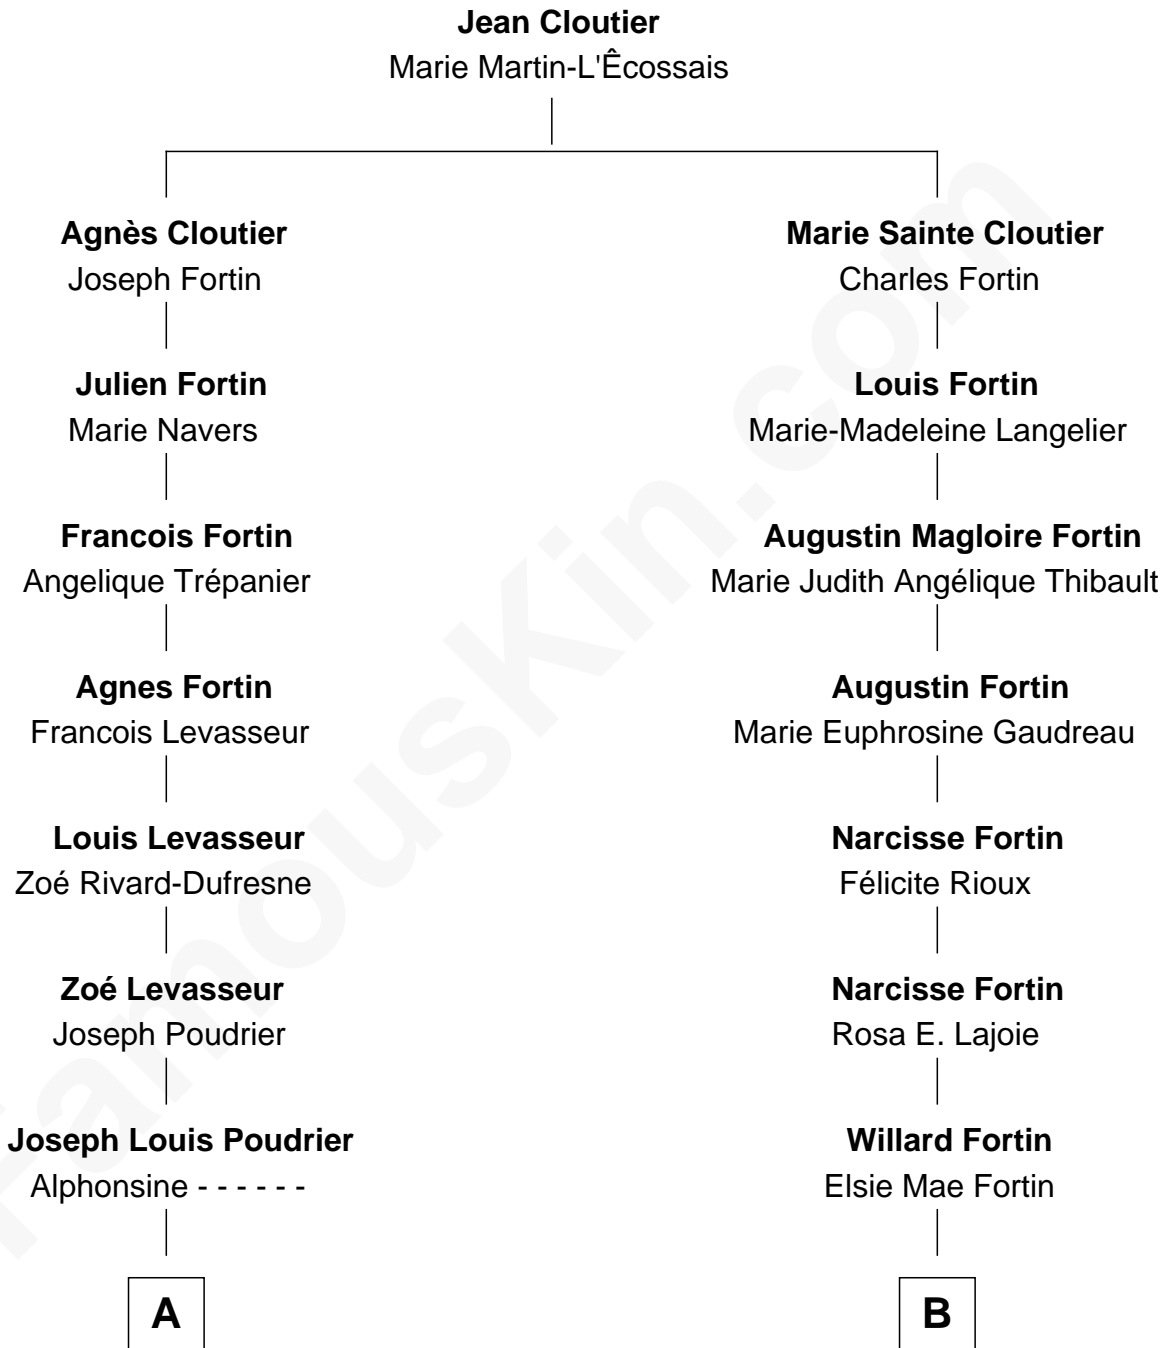 Jean Cloutier
Marie Martin-L'Êcossais
Agnès Cloutier
Joseph Fortin
Marie Sainte Cloutier
Charles Fortin
Julien Fortin
Marie Navers
Louis Fortin
Marie-Madeleine Langelier
Francois Fortin
Angelique Trépanier
Augustin Magloire Fortin
Marie Judith Angélique Thibault
Agnes Fortin
Francois Levasseur
Augustin Fortin
Marie Euphrosine Gaudreau
Louis Levasseur
Zoé Rivard-Dufresne
Narcisse Fortin
Félicite Rioux
Zoé Levasseur
Joseph Poudrier
Narcisse Fortin
Rosa E. Lajoie
Joseph Louis Poudrier
Alphonsine - - - - - -
Willard Fortin
Elsie Mae Fortin
A
B
FamousKin.com